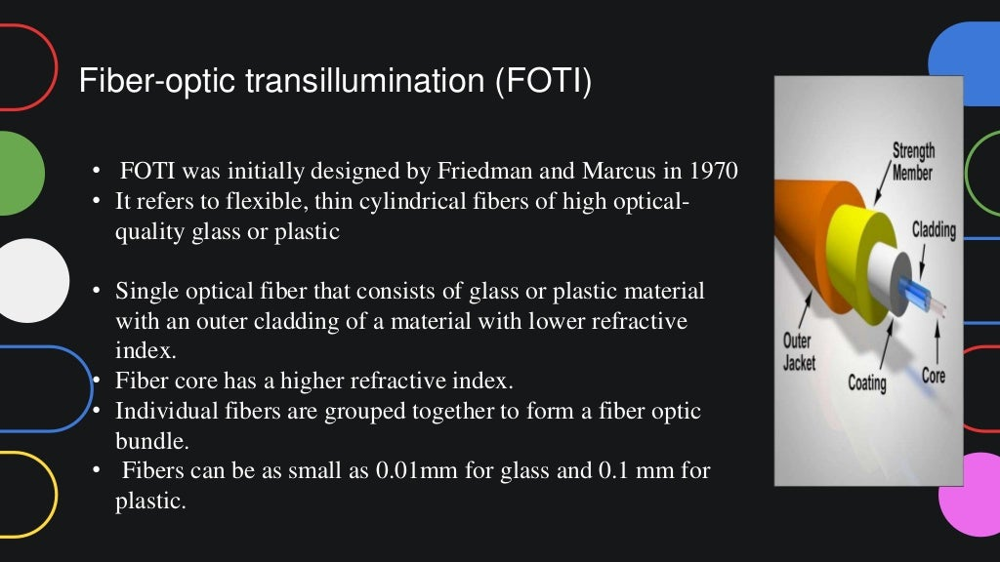 Fiber-optic transillumination (FOTI)
• FOTI was initially designed by Friedman and Marcus in 1970
• It refers to flexible, thin cylindrical fibers of high optical-
quality glass or plastic
• Single optical fiber that consists of glass or plastic material
with an outer cladding of a material with lower refractive
index.
• Fiber core has a higher refractive index.
• Individual fibers are grouped together to form a fiber optic
bundle.
• Fibers can be as small as 0.01mm for glass and 0.1 mm for
plastic.
Strength
Member
Cladding
Outer
Jacket
Coating
Core